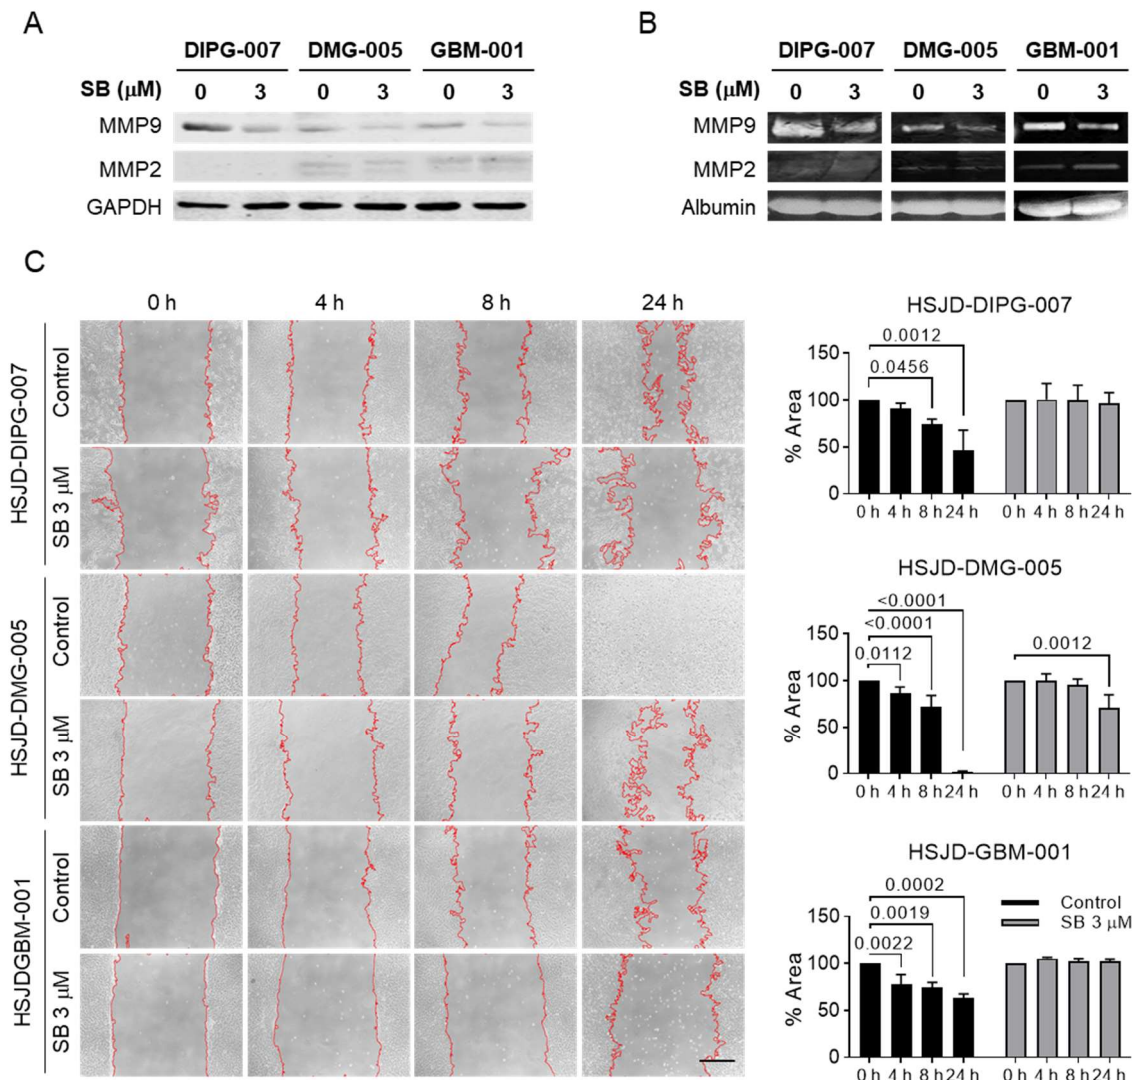 A
DIPG-007 DMG-005 GBM-001
SB (μM) 0 3 0 3 0 3
MMP9
MMP2
GAPDH
B
DIPG-007 DMG-005 GBM-001
SB (μM) 0 3 0 3 0 3
MMP9
MMP2
Albumin
C
0 h 4 h 8 h 24 h
HSJD-DIPG-007
Control
SB 3 μM
HSJD-DMG-005
Control
SB 3 μM
HSJDGBM-001
Control
SB 3 μM
HSJD-DIPG-007
0.0012
0.0456
% Area
150
100
50
0
0 h 4 h 8 h 24 h 0 h 4 h 8 h 24 h
HSJD-DMG-005
<0.0001
<0.0001
0.0112
0.0012
% Area
150
100
50
0
0 h 4 h 8 h 24 h 0 h 4 h 8 h 24 h
HSJD-GBM-001
0.0002
0.0019
0.0022
Control
SB 3 μM
% Area
150
100
50
0
0 h 4 h 8 h 24 h 0 h 4 h 8 h 24 h